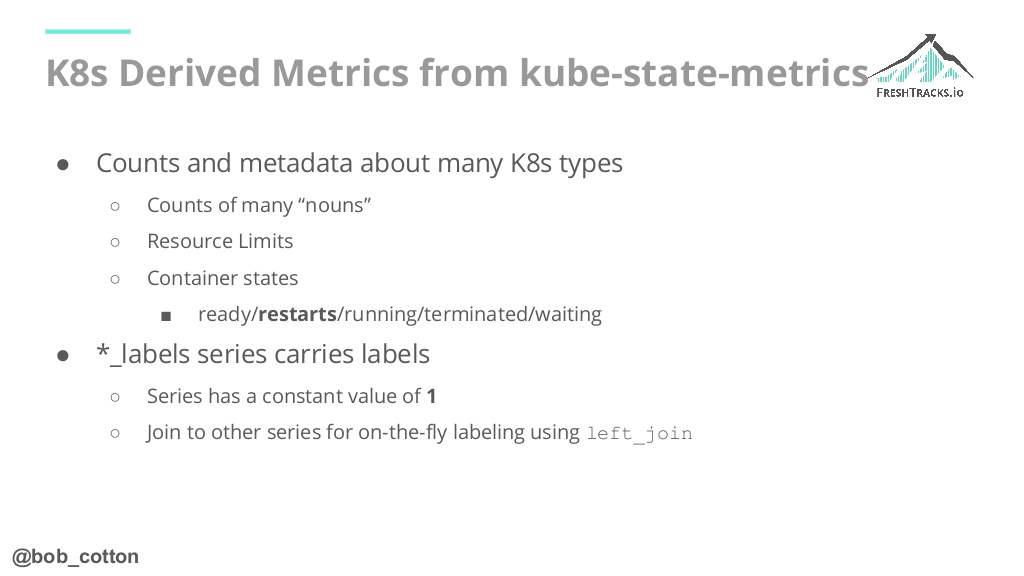 K8s Derived Metrics from kube-state-metrics
FRESHTRACKS.io
● Counts and metadata about many K8s types
○ Counts of many “nouns”
○ Resource Limits
○ Container states
■ ready/restarts/running/terminated/waiting
● *_labels series carries labels
○ Series has a constant value of 1
○ Join to other series for on-the-fly labeling using left_join
@bob_cotton